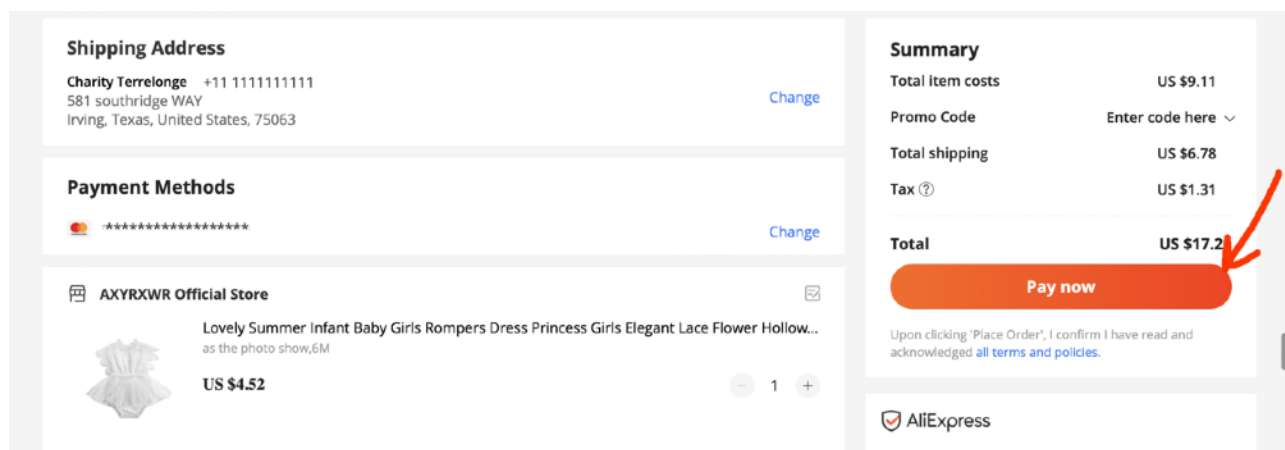 Shipping Address
Charity Terrelonge +11 1111111111
581 southridge WAY
Irving, Texas, United States, 75063
Change
Payment Methods
·******************
Change
AXYRXWR Official Store
Lovely Summer Infant Baby Girls Rompers Dress Princess Girls Elegant Lace Flower Hollow...
as the photo show,6M
US $4.52
− 1 +
Summary
Total item costs US $9.11
Promo Code Enter code here
Total shipping US $6.78
Tax ? US $1.31
Total US $17.2
Pay now
Upon clicking 'Place Order', I confirm I have read and
acknowledged all terms and policies.
AliExpress